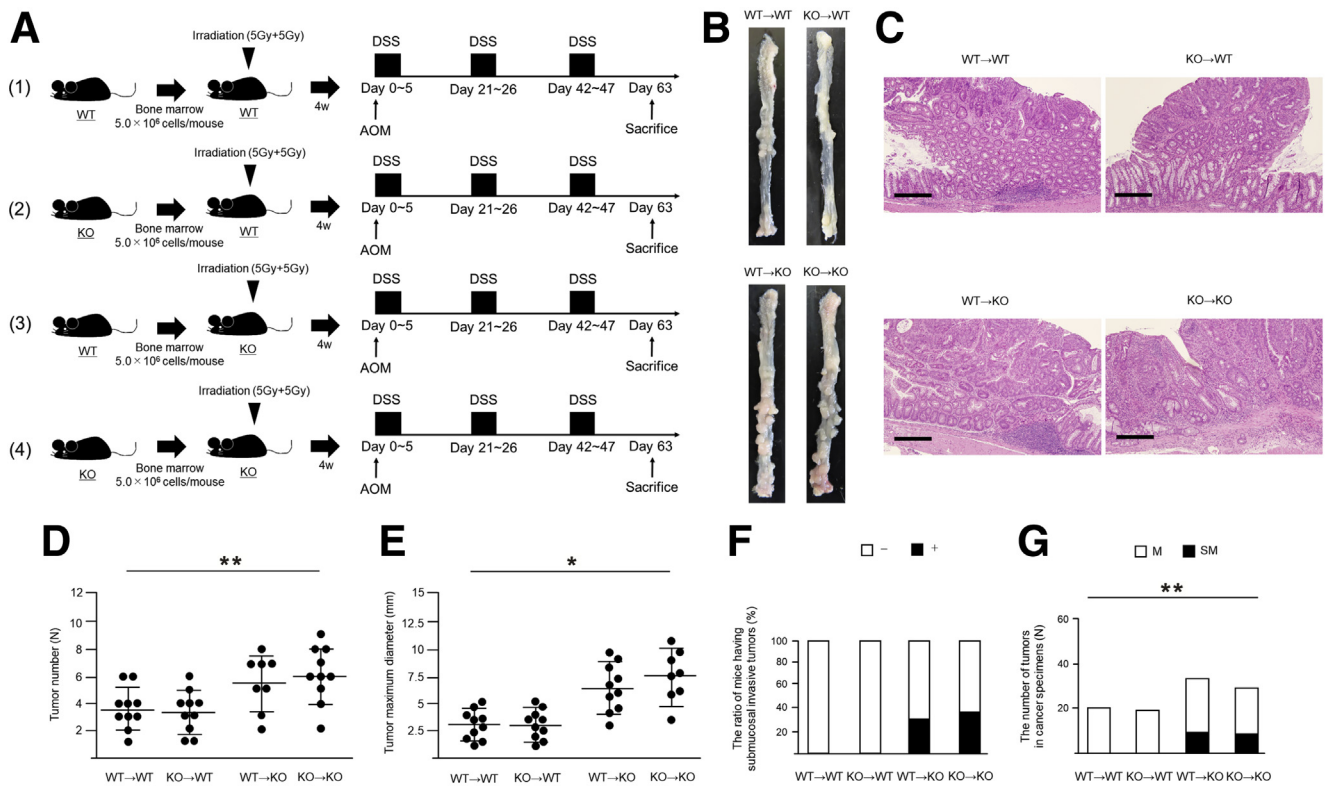 A
Irradiation (5Gy+5Gy)
(1)
WT
Bone marrow
5.0×10⁶ cells/mouse
WT
4w
DSS DSS DSS
Day 0~5 Day 21~26 Day 42~47 Day 63
AOM Sacrifice
Irradiation (5Gy+5Gy)
(2)
KO
Bone marrow
5.0×10⁶ cells/mouse
WT
4w
DSS DSS DSS
Day 0~5 Day 21~26 Day 42~47 Day 63
AOM Sacrifice
Irradiation (5Gy+5Gy)
(3)
WT
Bone marrow
5.0×10⁶ cells/mouse
KO
4w
DSS DSS DSS
Day 0~5 Day 21~26 Day 42~47 Day 63
AOM Sacrifice
Irradiation (5Gy+5Gy)
(4)
KO
Bone marrow
5.0×10⁶ cells/mouse
KO
4w
DSS DSS DSS
Day 0~5 Day 21~26 Day 42~47 Day 63
AOM Sacrifice
B
WT→WT KO→WT
WT→KO KO→KO
C
WT→WT KO→WT
WT→KO KO→KO
D
**
Tumor number (N)
12
10
8
6
4
2
WT→WT KO→WT WT→KO KO→KO
E
*
Tumor maximum diameter (mm)
15
12.5
10
7.5
5
2.5
WT→WT KO→WT WT→KO KO→KO
F
− +
The ratio of mice having
submucosal invasive tumors (%)
100
80
60
40
20
WT→WT KO→WT WT→KO KO→KO
G
M SM
**
The number of tumors
in cancer specimens (N)
60
40
20
WT→WT KO→WT WT→KO KO→KO